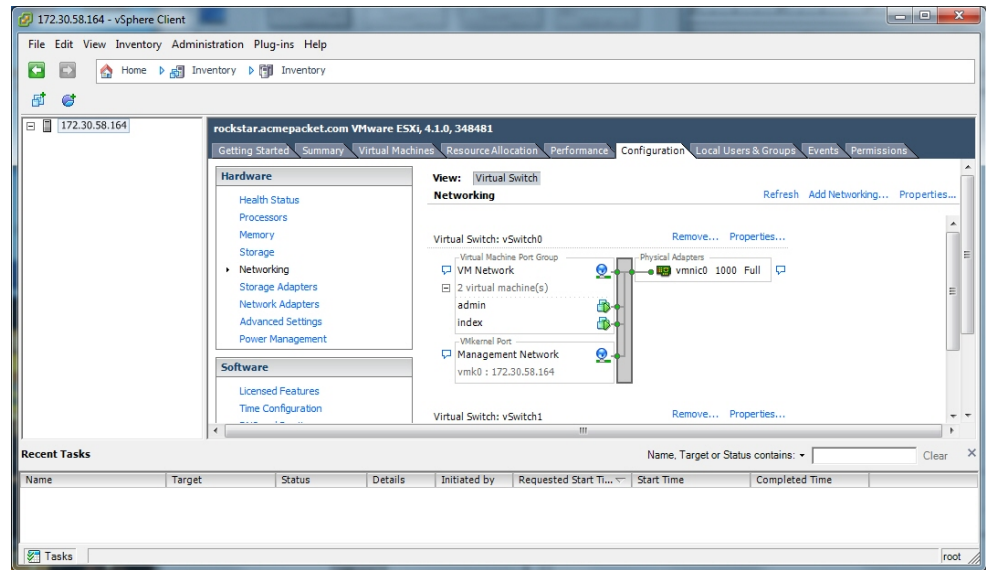 172.30.58.164 - vSphere Client
File Edit View Inventory Administration Plug-ins Help
Home Inventory Inventory
172.30.58.164
rockstar.acmepacket.com VMware ESXi, 4.1.0, 348481
Getting Started Summary Virtual Machines Resource Allocation Performance Configuration Local Users & Groups Events Permissions
Hardware
Health Status
Processors
Memory
Storage
Networking
Storage Adapters
Network Adapters
Advanced Settings
Power Management
Software
Licensed Features
Time Configuration
View: Virtual Switch
Networking
Refresh Add Networking... Properties...
Virtual Switch: vSwitch0
Remove... Properties...
Virtual Machine Port Group
VM Network
2 virtual machine(s)
admin
index
VMkernel Port
Management Network
vmk0 : 172.30.58.164
Physical Adapters
vmnic0 1000 Full
Virtual Switch: vSwitch1
Remove... Properties...
Recent Tasks
Name, Target or Status contains:
Clear
Name Target Status Details Initiated by Requested Start Ti... Start Time Completed Time
Tasks
root